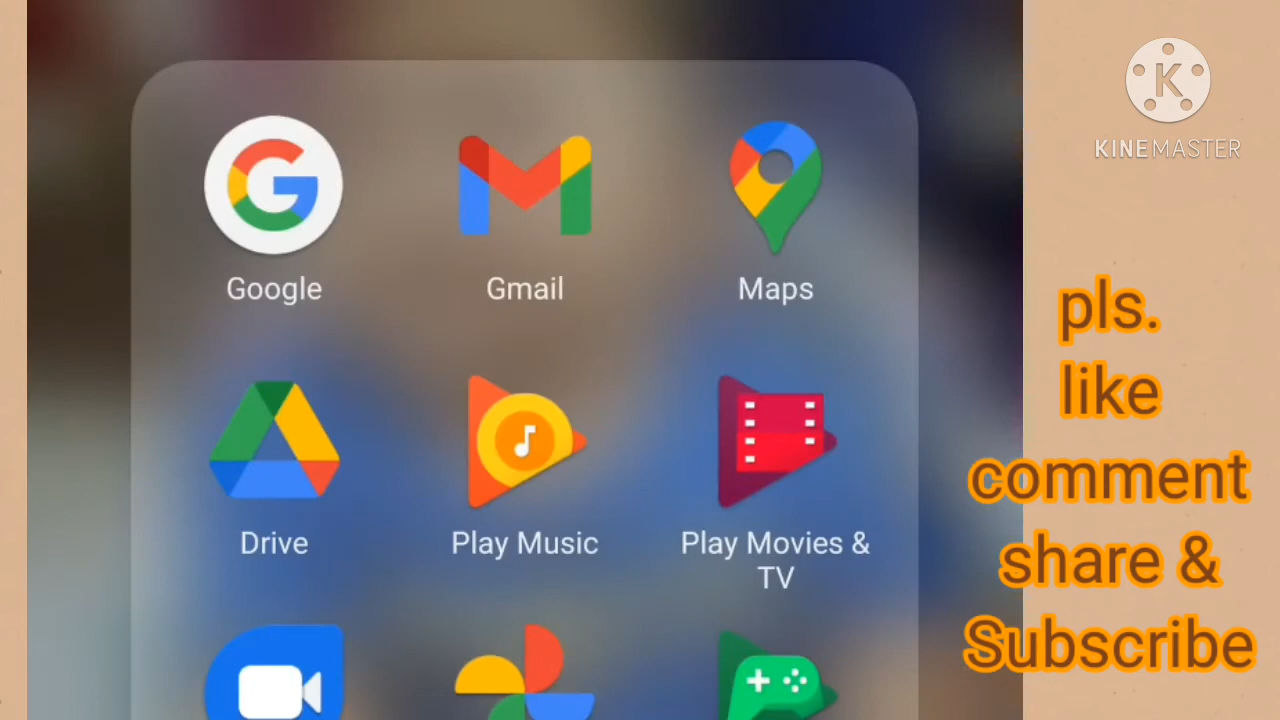 KINEMASTER
Google
Gmail
Maps
Drive
Play Music
Play Movies &
TV
pls.
like
comment
share &
Subscribe